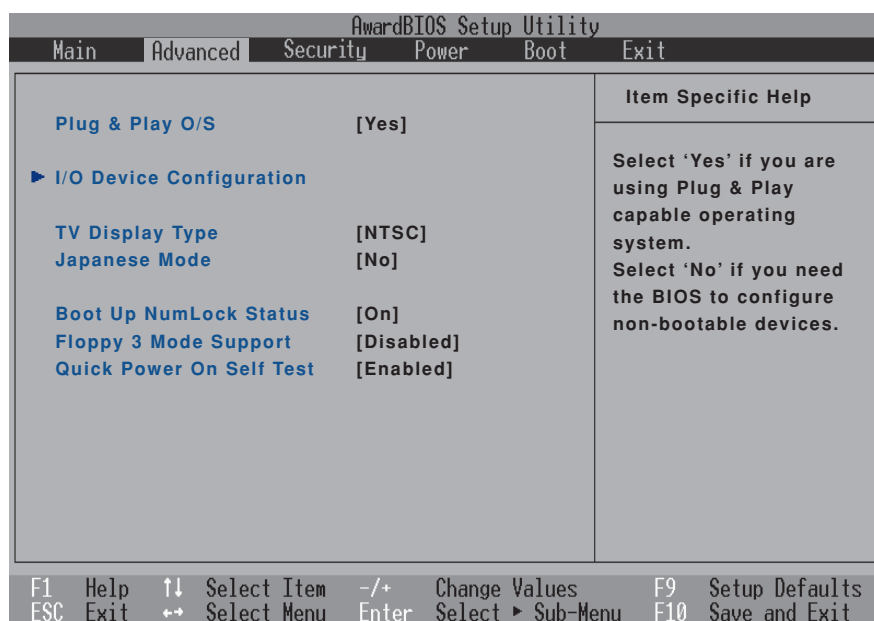 AwardBIOS Setup Utility
Main Advanced Security Power Boot Exit
Plug & Play O/S [Yes]
▶ I/O Device Configuration
TV Display Type [NTSC]
Japanese Mode [No]
Boot Up NumLock Status [On]
Floppy 3 Mode Support [Disabled]
Quick Power On Self Test [Enabled]
Item Specific Help
Select ‘Yes’ if you are
using Plug & Play
capable operating
system.
Select ‘No’ if you need
the BIOS to configure
non-bootable devices.
F1 Help ↑↓ Select Item -/+ Change Values F9 Setup Defaults
ESC Exit ←→ Select Menu Enter Select ▶ Sub-Menu F10 Save and Exit